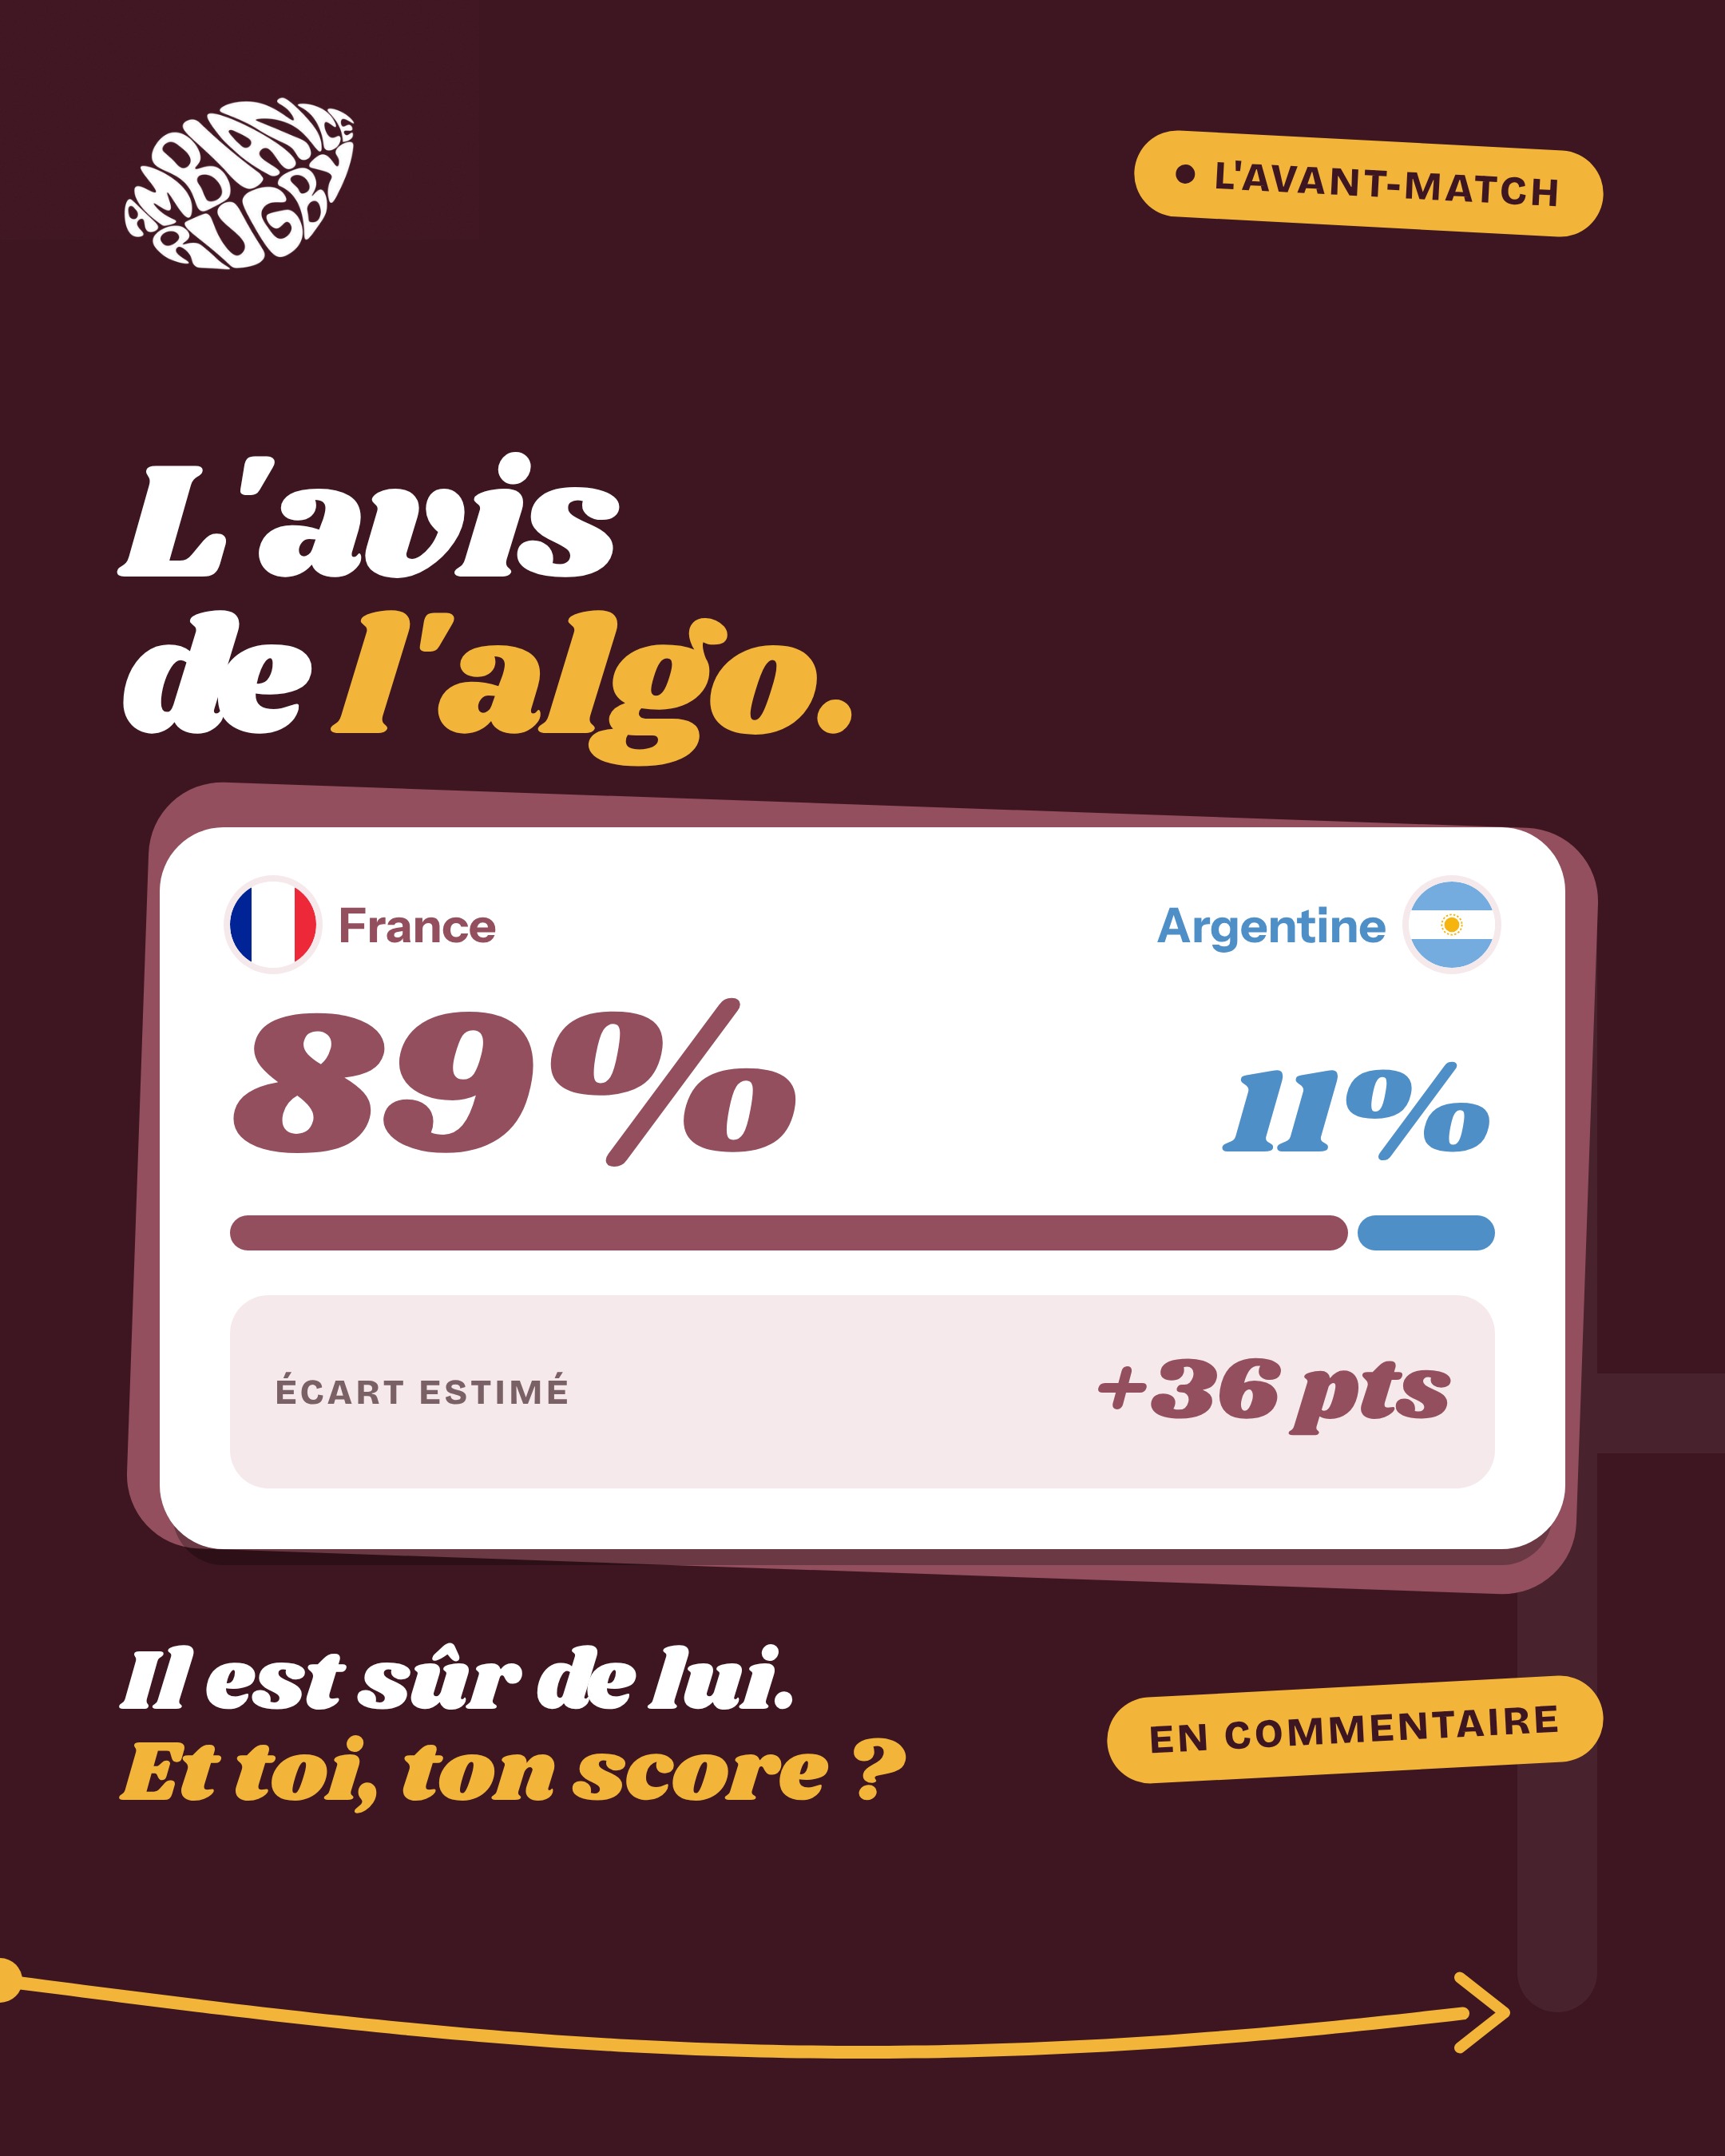 L'AMBIANCE
RUGBY
• L'AVANT-MATCH
L'avis
de l'algo.
France
Argentine
89%
11%
ÉCART ESTIMÉ
+36 pts
Il est sûr de lui.
Et toi, ton score ?
EN COMMENTAIRE